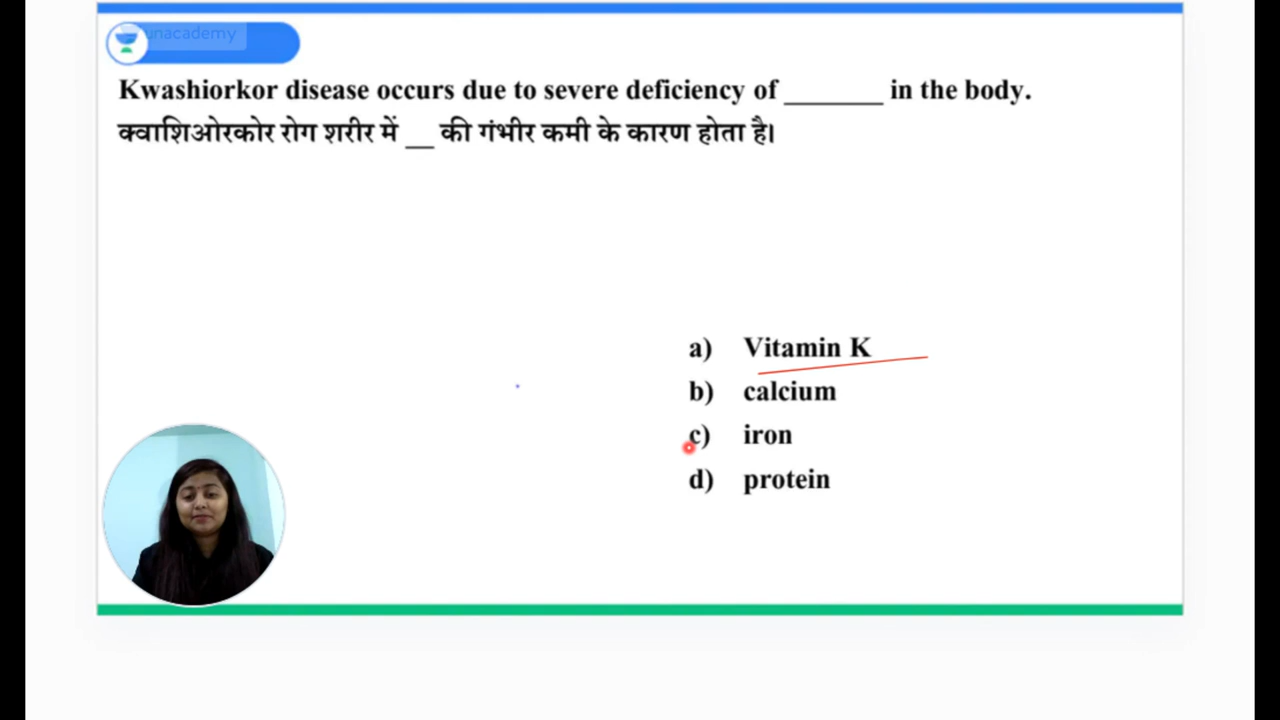 unacademy
Kwashiorkor disease occurs due to severe deficiency of _______ in the body.
क्वाशिओरकोर रोग शरीर में __ की गंभीर कमी के कारण होता है।
a) Vitamin K
b) calcium
c) iron
d) protein